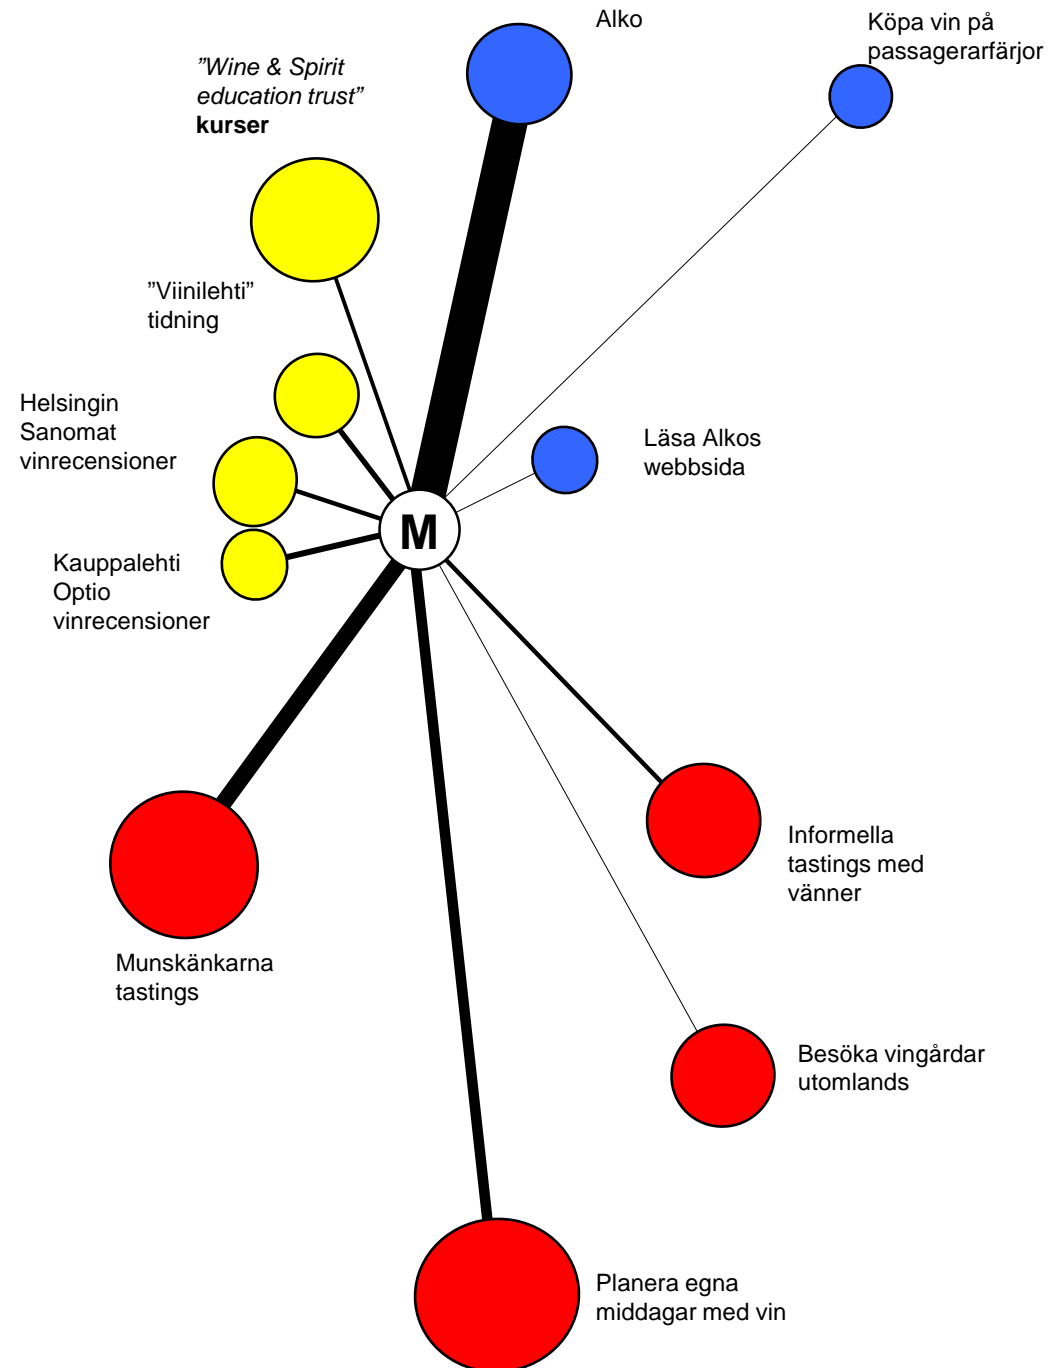 Alko
Köpa vin på
passagerarfärjor
”Wine & Spirit
education trust”
kurser
”Viinilehti”
tidning
Helsingin
Sanomat
vinrecensioner
Läsa Alkos
webbsida
M
Kauppalehti
Optio
vinrecensioner
Informella
tastings med
vänner
Munskänkarna
tastings
Besöka vingårdar
utomlands
Planera egna
middagar med vin